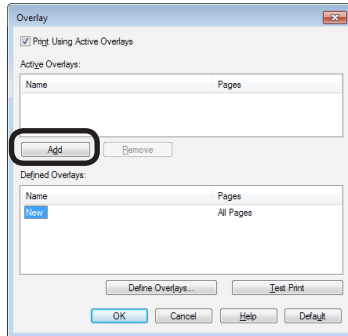 Overlay
Print Using Active Overlays
Active Overlays:
Name Pages
Add Remove
Defined Overlays:
Name Pages
New All Pages
Define Overlays... Test Print
OK Cancel Help Default